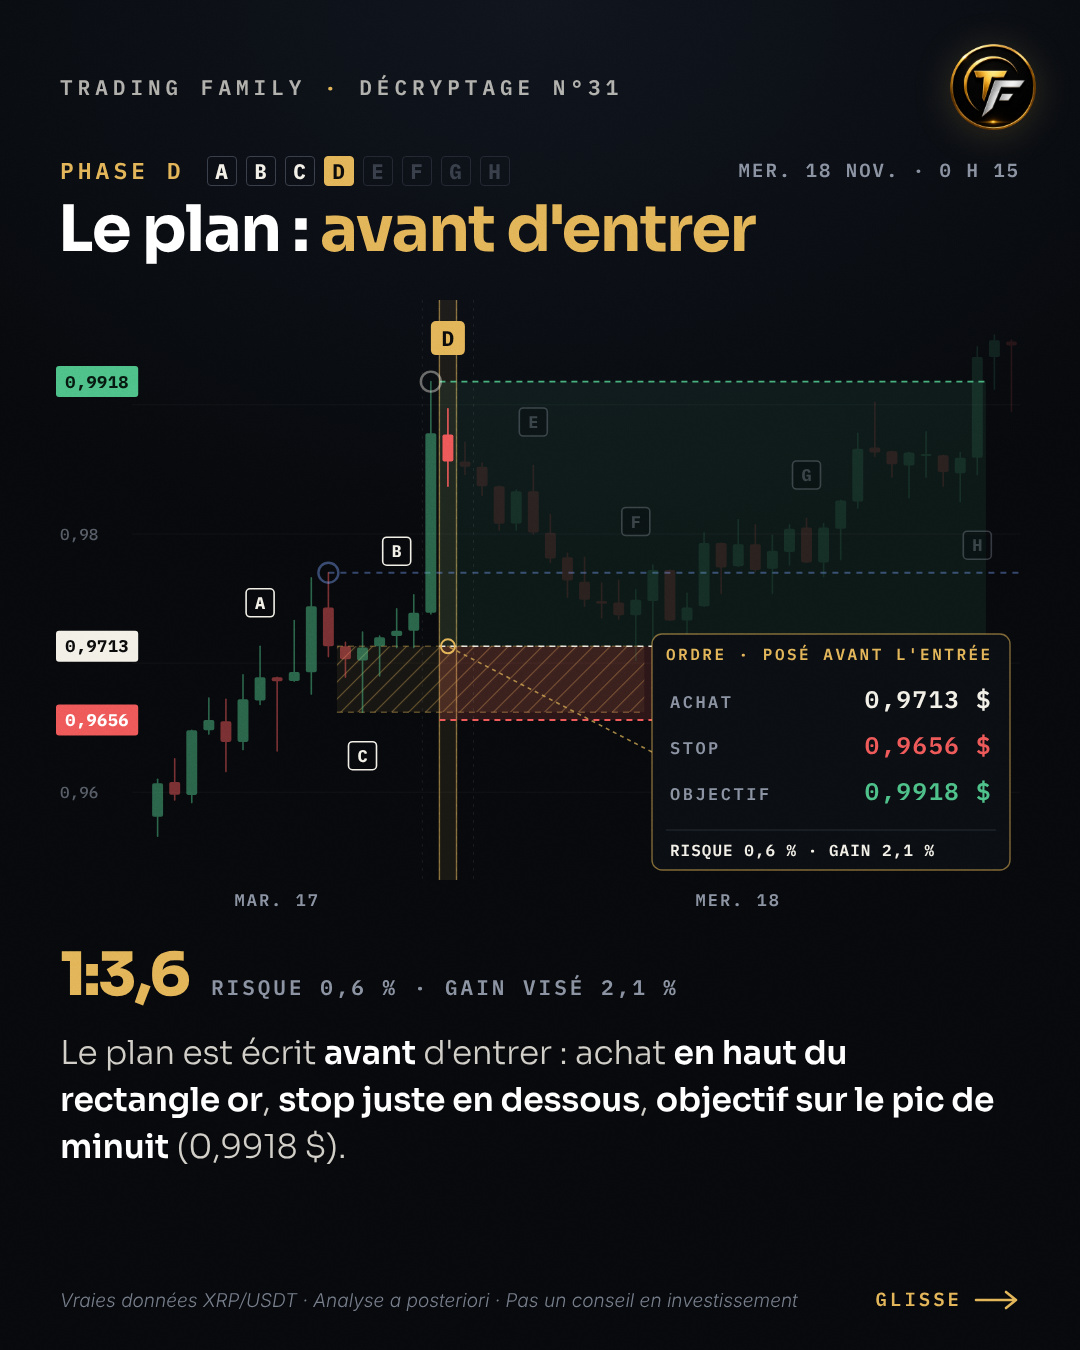 TRADING FAMILY · DÉCRYPTAGE N°31
TF
PHASE D A B C D E F G H
MER. 18 NOV. · 0 H 15
Le plan : avant d'entrer
D
0,9918
E
G
F
0,98
B
H
A
0,9713
ORDRE · POSÉ AVANT L'ENTRÉE
ACHAT 0,9713 $
0,9656
STOP 0,9656 $
C
OBJECTIF 0,9918 $
0,96
RISQUE 0,6 % · GAIN 2,1 %
MAR. 17
MER. 18
1:3,6 RISQUE 0,6 % · GAIN VISÉ 2,1 %
Le plan est écrit avant d'entrer : achat en haut du
rectangle or, stop juste en dessous, objectif sur le pic de
minuit (0,9918 $).
Vraies données XRP/USDT · Analyse a posteriori · Pas un conseil en investissement
GLISSE